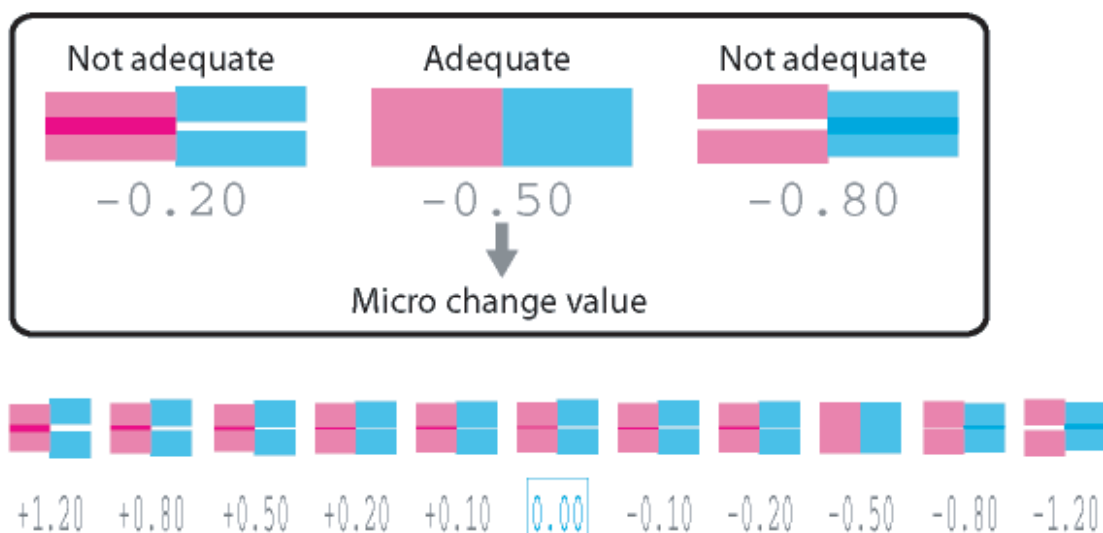 Not adequate Adequate Not adequate
-0.20 -0.50 -0.80
Micro change value
+1.20 +0.80 +0.50 +0.20 +0.10 0.00 -0.10 -0.20 -0.50 -0.80 -1.20